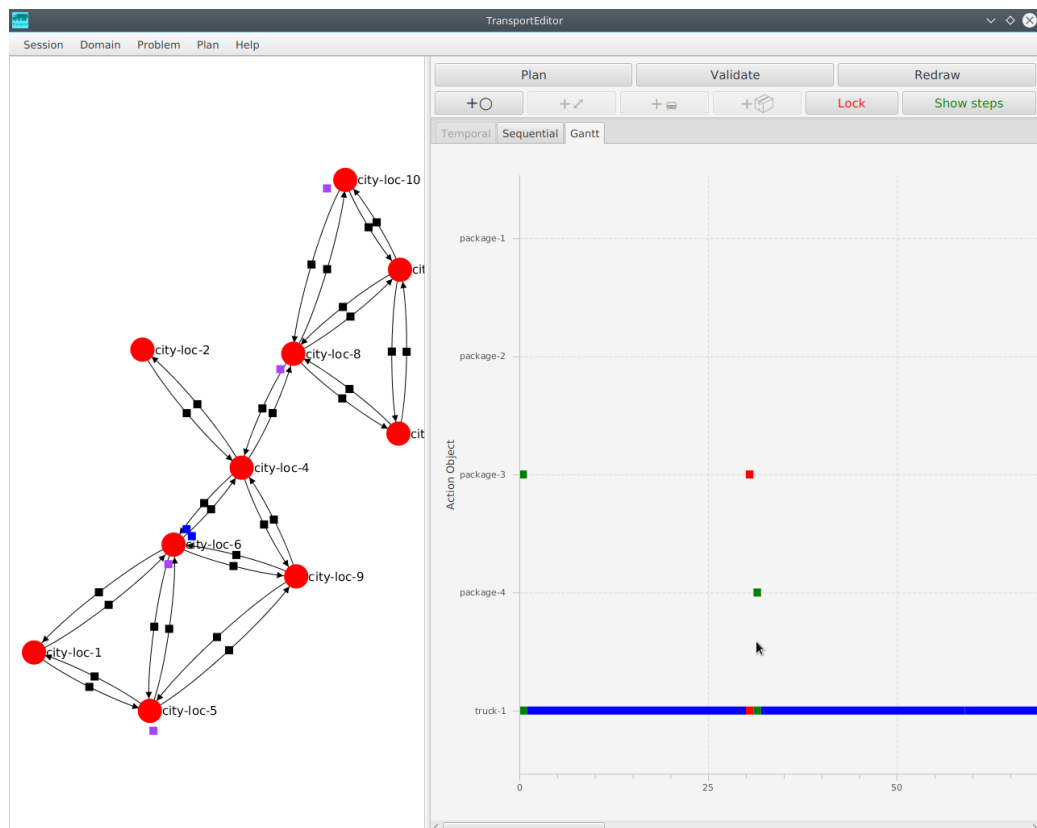 TransportEditor
Session Domain Problem Plan Help
Plan Validate Redraw
+ + + + Lock Show steps
Temporal Sequential Gantt
city-loc-10
cit
city-loc-2
city-loc-8
cit
city-loc-4
city-loc-6
city-loc-9
city-loc-1
city-loc-5
Action Object
package-1
package-2
package-3
package-4
truck-1
0 25 50